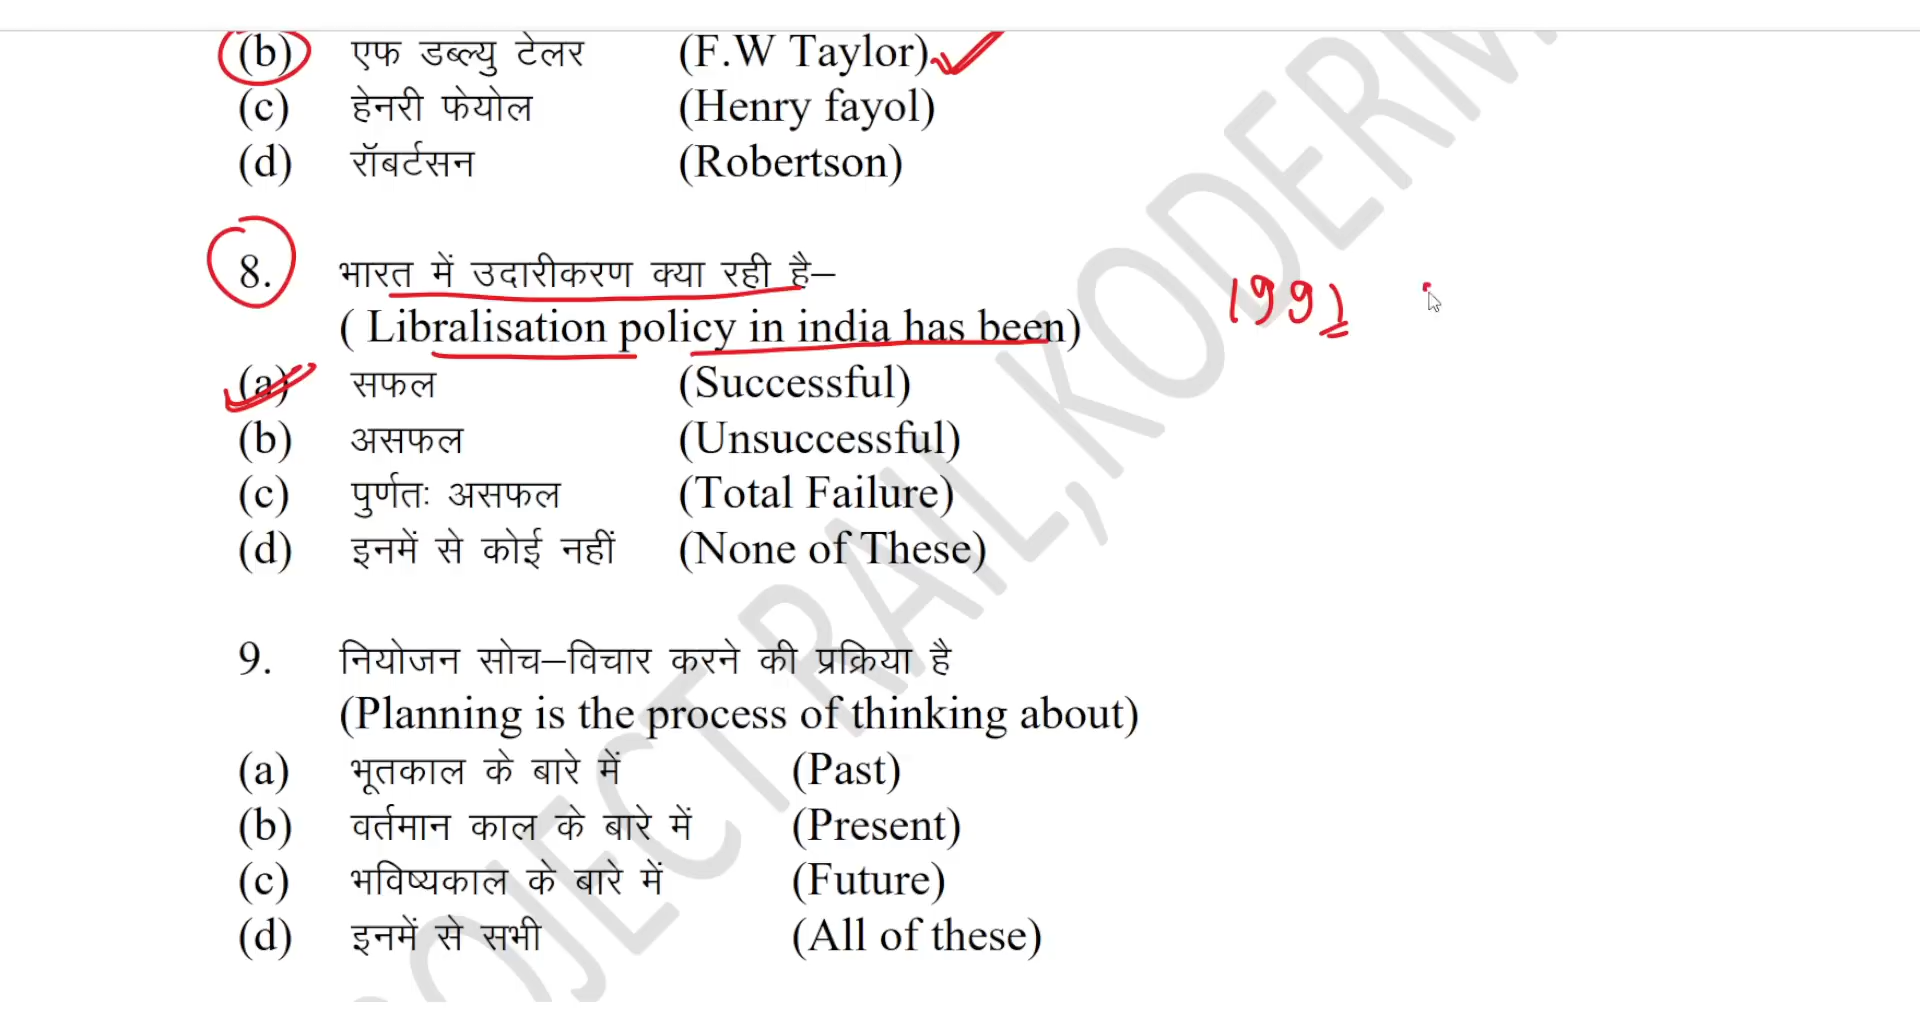 (b) एफ डब्ल्यु टेलर (F.W Taylor)
(c) हेनरी फेयोल (Henry fayol)
(d) रॉबर्टसन (Robertson)
8. भारत में उदारीकरण क्या रही है–
( Libralisation policy in india has been)
1991
(a) सफल (Successful)
(b) असफल (Unsuccessful)
(c) पुर्णतः असफल (Total Failure)
(d) इनमें से कोई नहीं (None of These)
9. नियोजन सोच–विचार करने की प्रक्रिया है
(Planning is the process of thinking about)
(a) भूतकाल के बारे में (Past)
(b) वर्तमान काल के बारे में (Present)
(c) भविष्यकाल के बारे में (Future)
(d) इनमें से सभी (All of these)
OJECT RAIL,KODERM